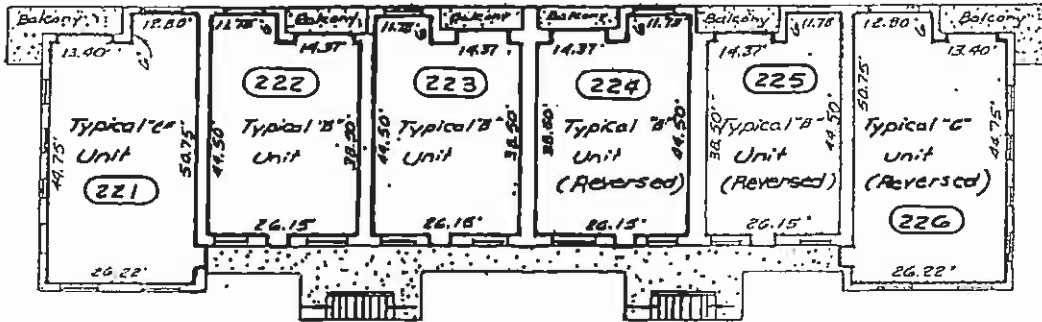 Balcony
12.80'
13.40'
Typical "C"
Unit
44.75'
50.75'
221
26.22'
11.78'
Balcony
14.37'
222
Typical "B"
Unit
44.50'
38.50'
26.15'
11.78'
Balcony
14.37'
223
Typical "B"
Unit
44.50'
38.50'
26.15'
Balcony
11.78'
14.37'
224
Typical "B"
Unit
(Reversed)
38.50'
44.50'
26.15'
Balcony
11.78'
14.37'
225
Typical "B"
Unit
(Reversed)
38.50'
44.50'
26.15'
12.80'
Balcony
13.40'
50.75'
Typical "C"
Unit
(Reversed)
44.75'
226
26.22'